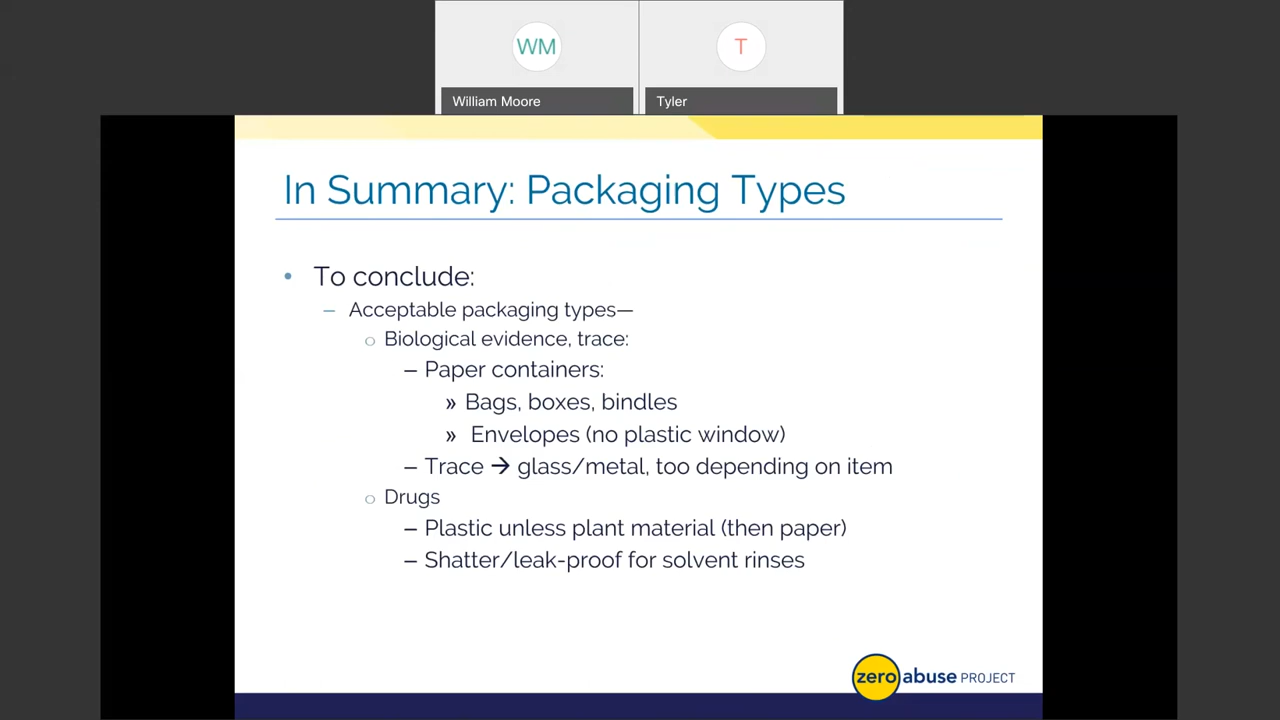 WM
T
William Moore
Tyler
In Summary: Packaging Types
• To conclude:
– Acceptable packaging types—
o Biological evidence, trace:
– Paper containers:
» Bags, boxes, bindles
» Envelopes (no plastic window)
– Trace → glass/metal, too depending on item
o Drugs
– Plastic unless plant material (then paper)
– Shatter/leak-proof for solvent rinses
zero abuse PROJECT